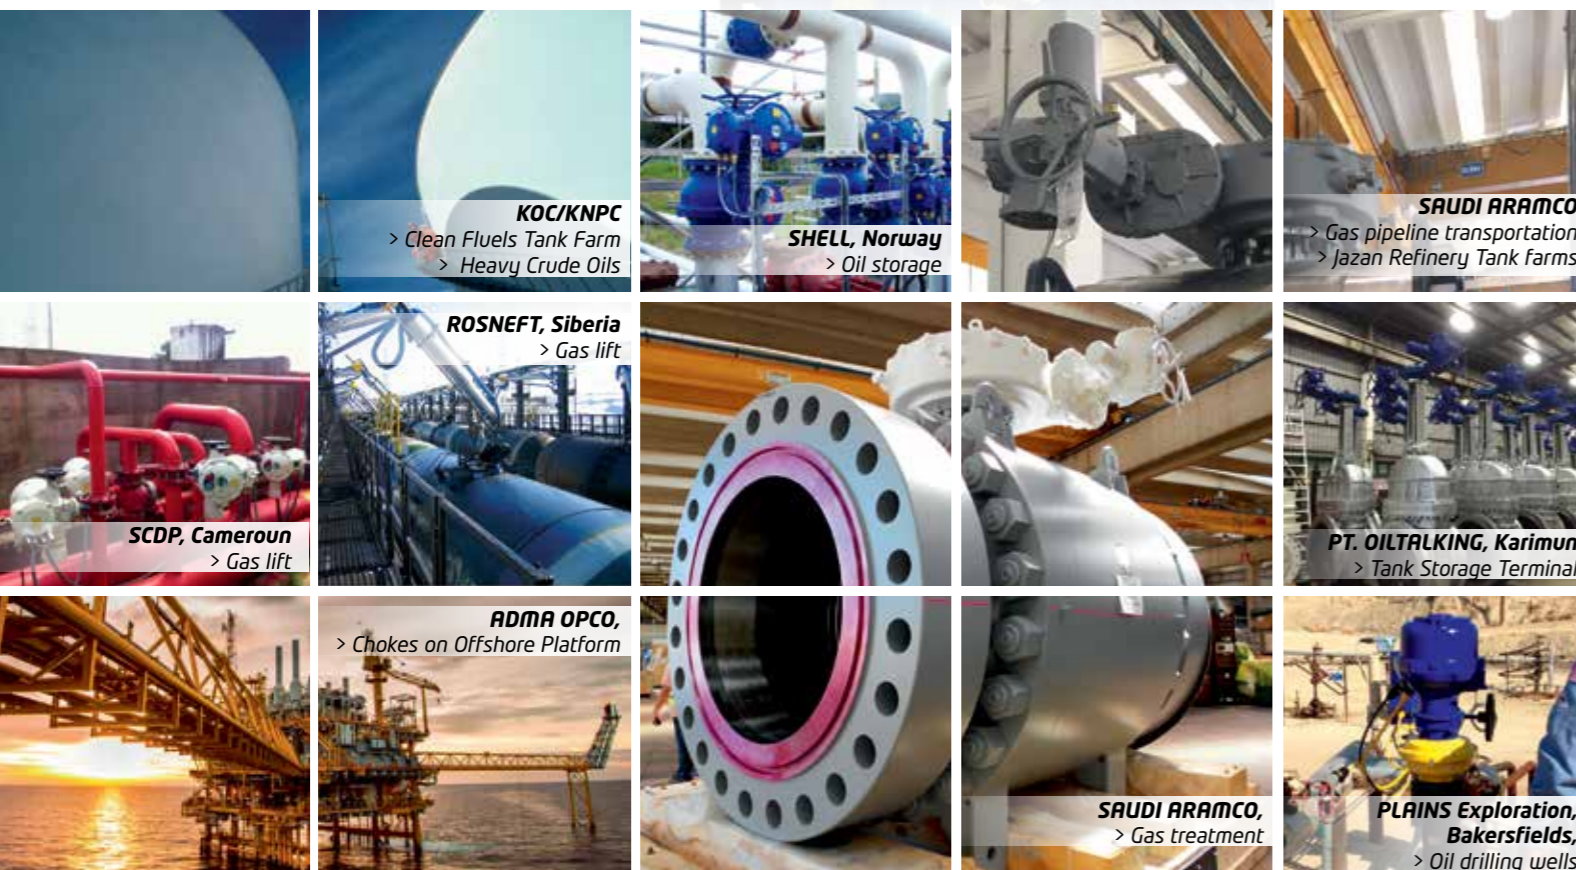 KOC/KNPC
> Clean Fluels Tank Farm
> Heavy Crude Oils
SHELL, Norway
> Oil storage
SAUDI ARAMCO
> Gas pipeline transportation
> Jazan Refinery Tank farms
SCDP, Cameroun
> Gas lift
ROSNEFT, Siberia
> Gas lift
PT. OILTALKING, Karimun
> Tank Storage Terminal
ADMA OPCO,
> Chokes on Offshore Platform
SAUDI ARAMCO,
> Gas treatment
PLAINS Exploration,
Bakersfields,
> Oil drilling wells